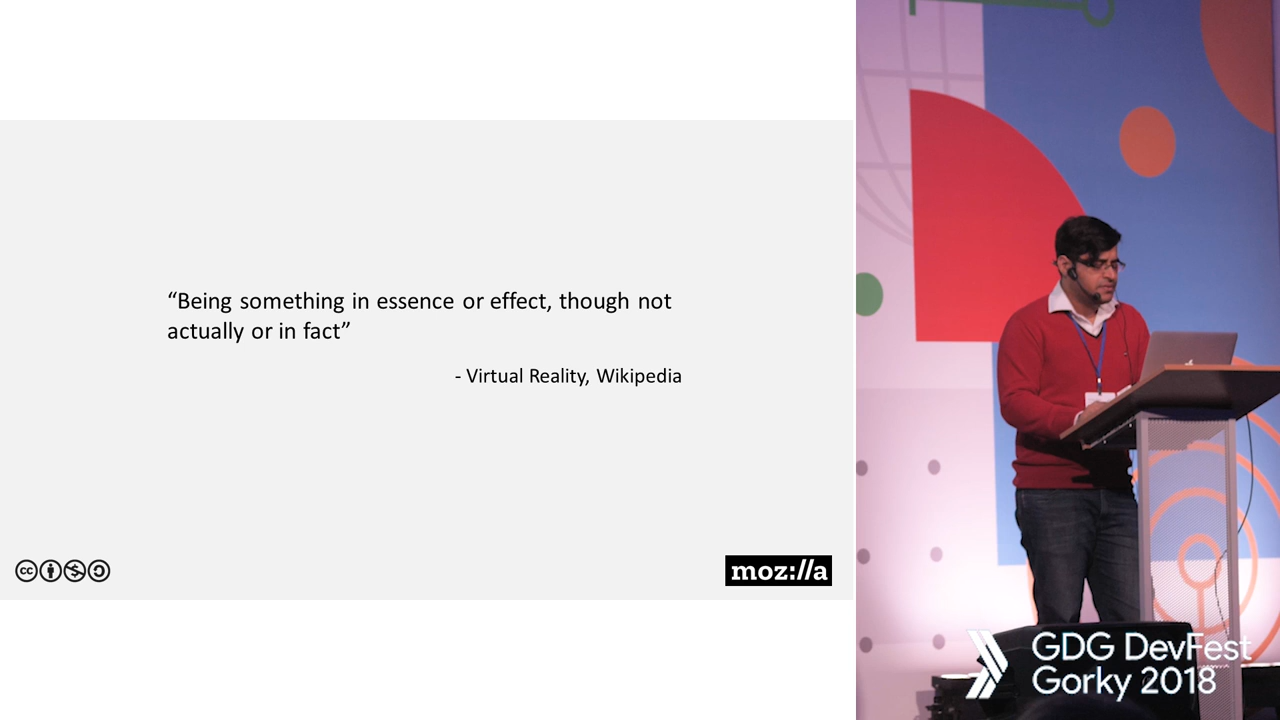 “Being something in essence or effect, though not
actually or in fact”
- Virtual Reality, Wikipedia
cc
moz://a
GDG DevFest
Gorky 2018